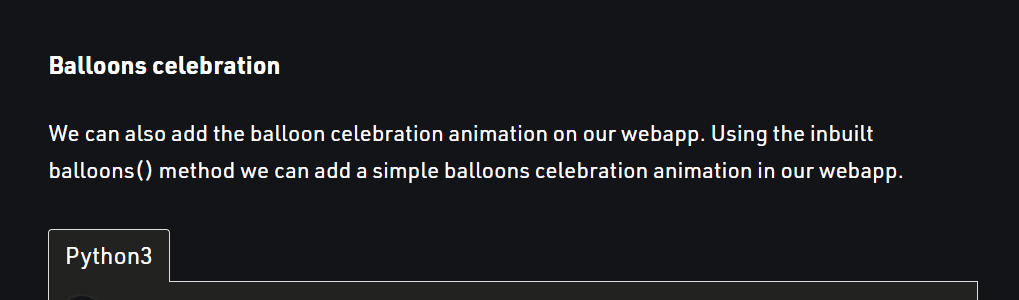 Balloons celebration
We can also add the balloon celebration animation on our webapp. Using the inbuilt
balloons() method we can add a simple balloons celebration animation in our webapp.
Python3